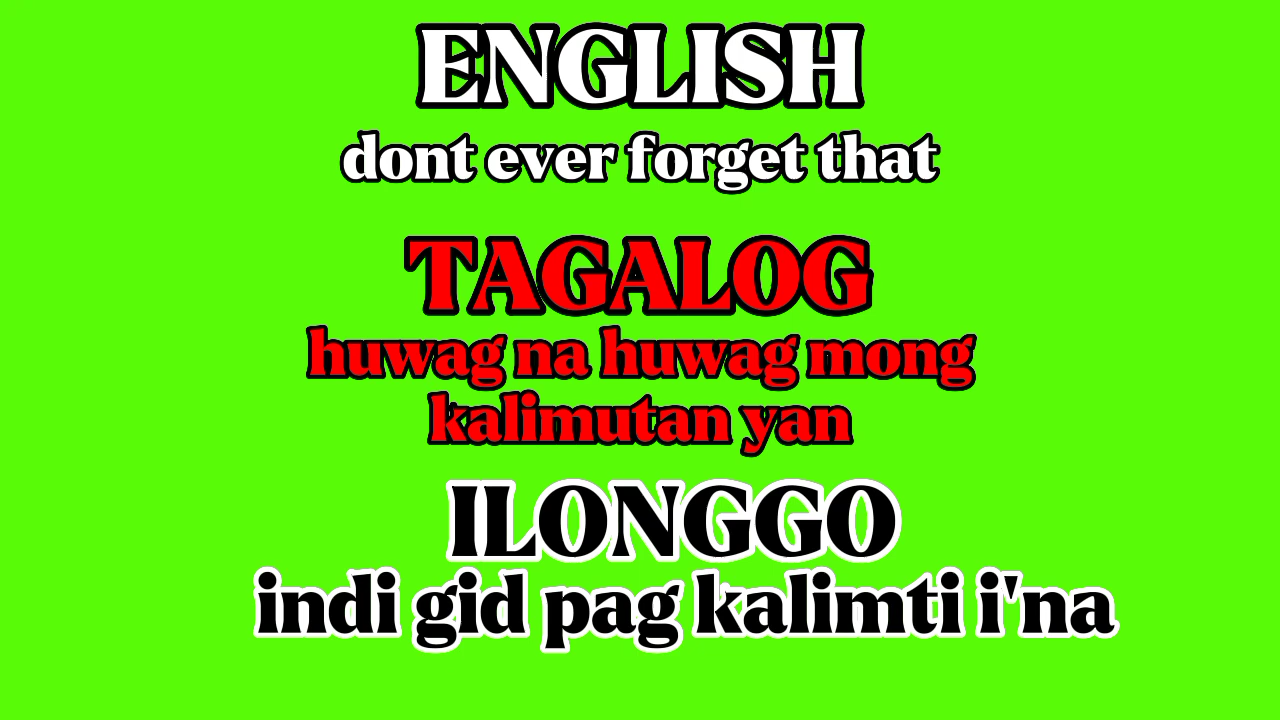 ENGLISH
dont ever forget that
TAGALOG
huwag na huwag mong
kalimutan yan
ILONGGO
indi gid pag kalimti i'na